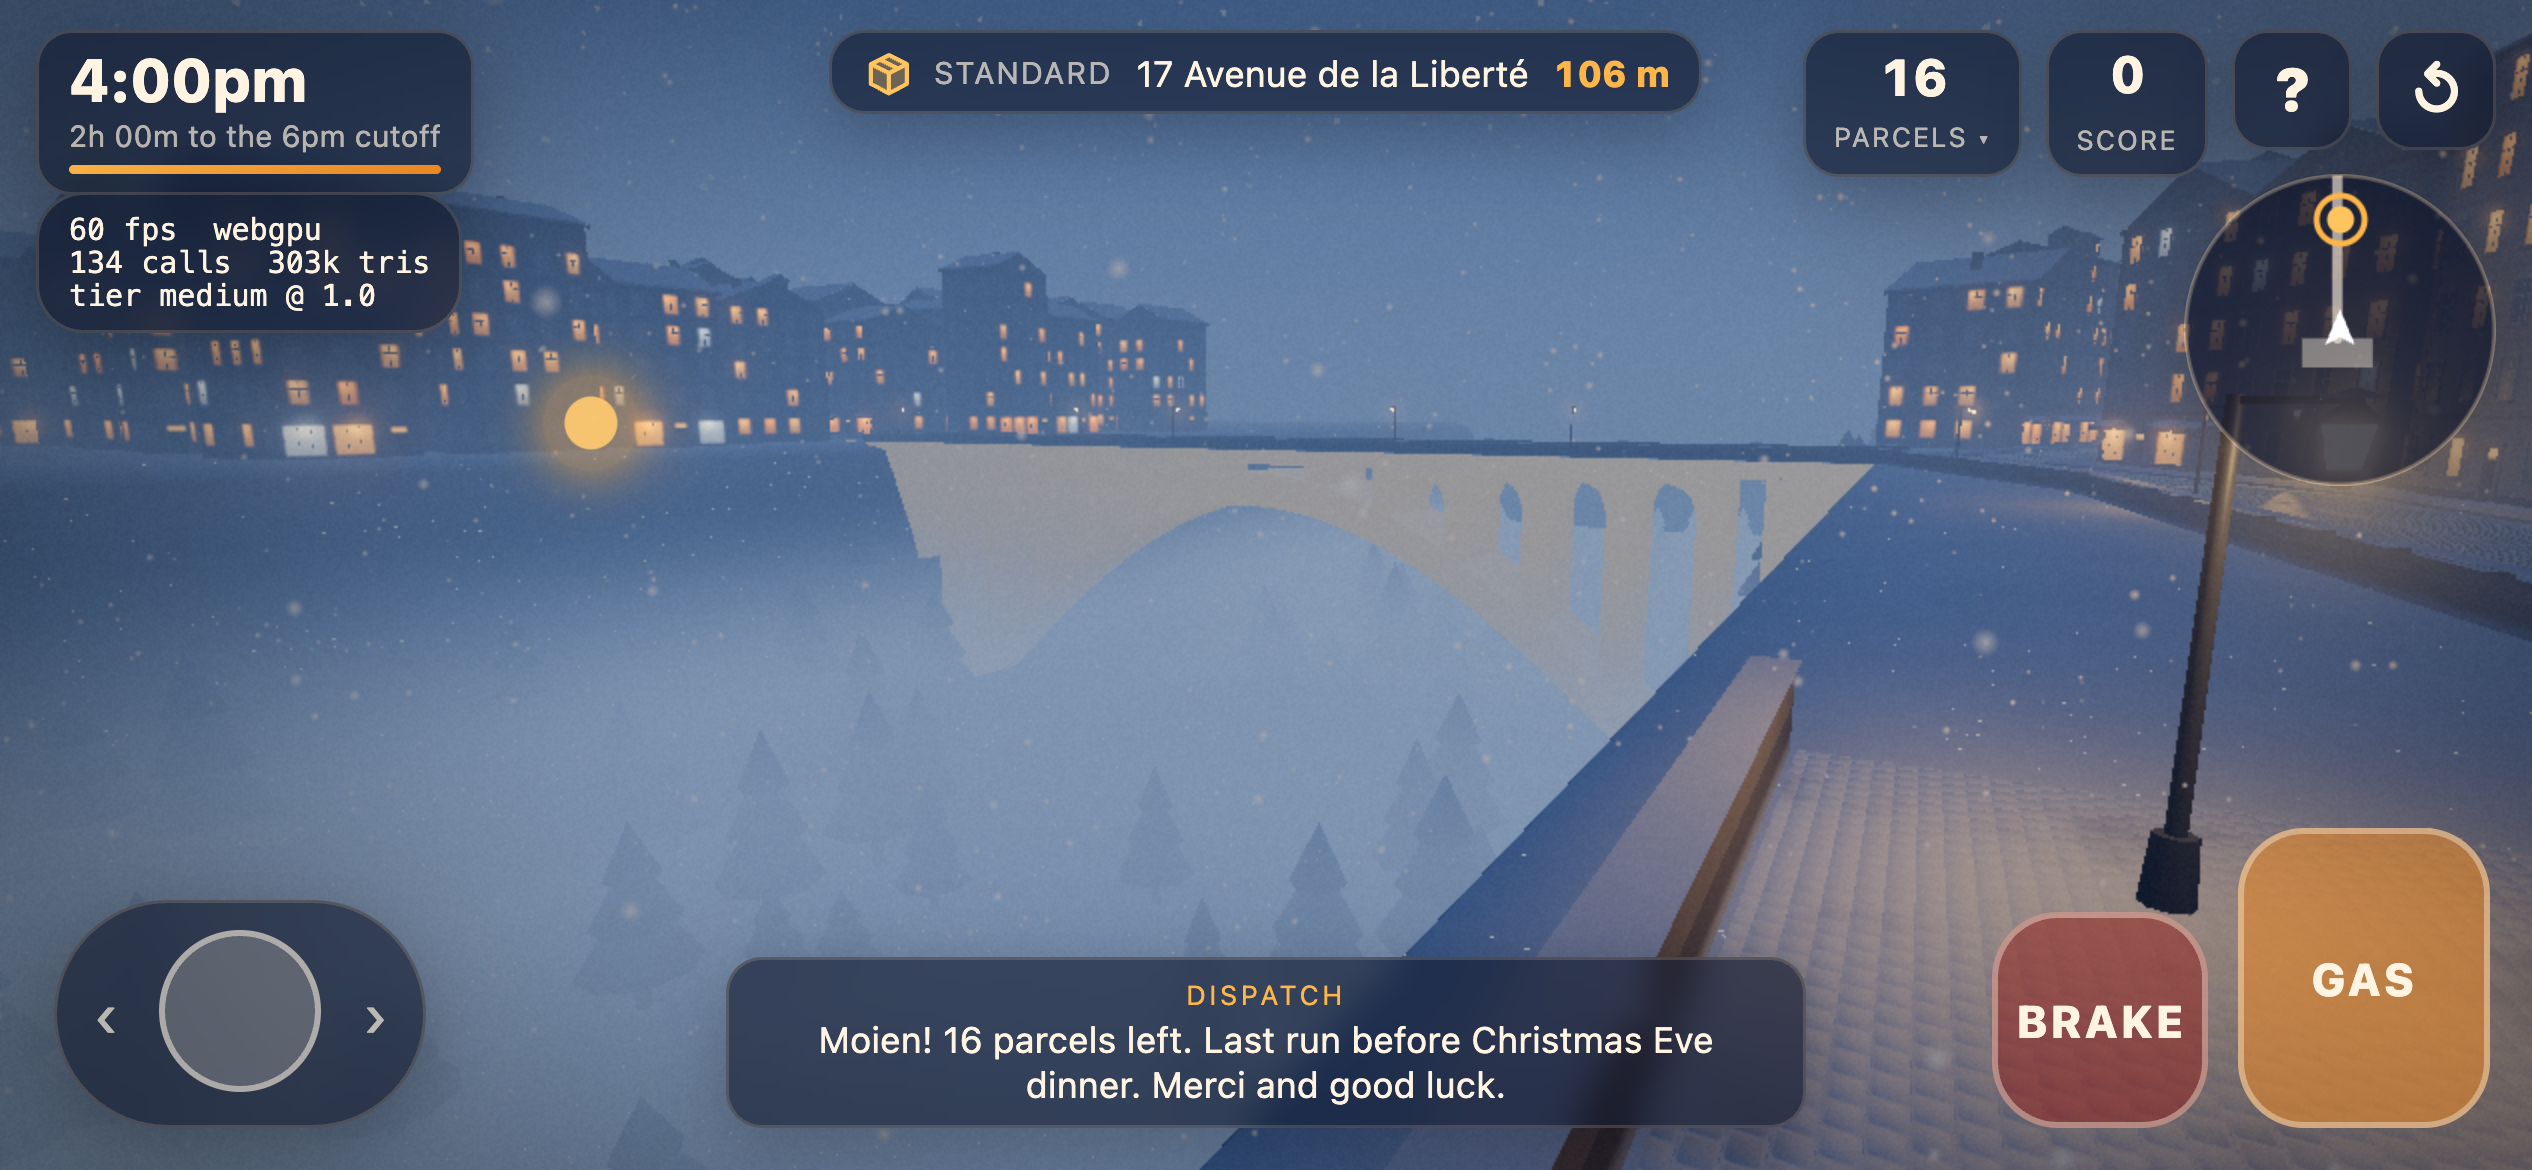 4:00pm
2h 00m to the 6pm cutoff
60 fps webgpu
134 calls 303k tris
tier medium @ 1.0
STANDARD 17 Avenue de la Liberté 106 m
16
PARCELS ▾
0
SCORE
?
DISPATCH
Moien! 16 parcels left. Last run before Christmas Eve
dinner. Merci and good luck.
‹ ›
BRAKE
GAS